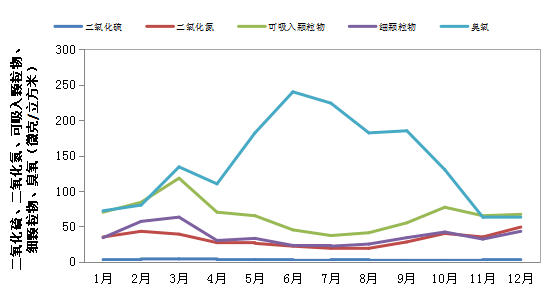 二氧化硫 二氧化氮 可吸入颗粒物 细颗粒物 臭氧
二氧化硫、二氧化氮、可吸入颗粒物、
细颗粒物、臭氧（微克/立方米）
300
250
200
150
100
50
0
1月 2月 3月 4月 5月 6月 7月 8月 9月 10月 11月 12月